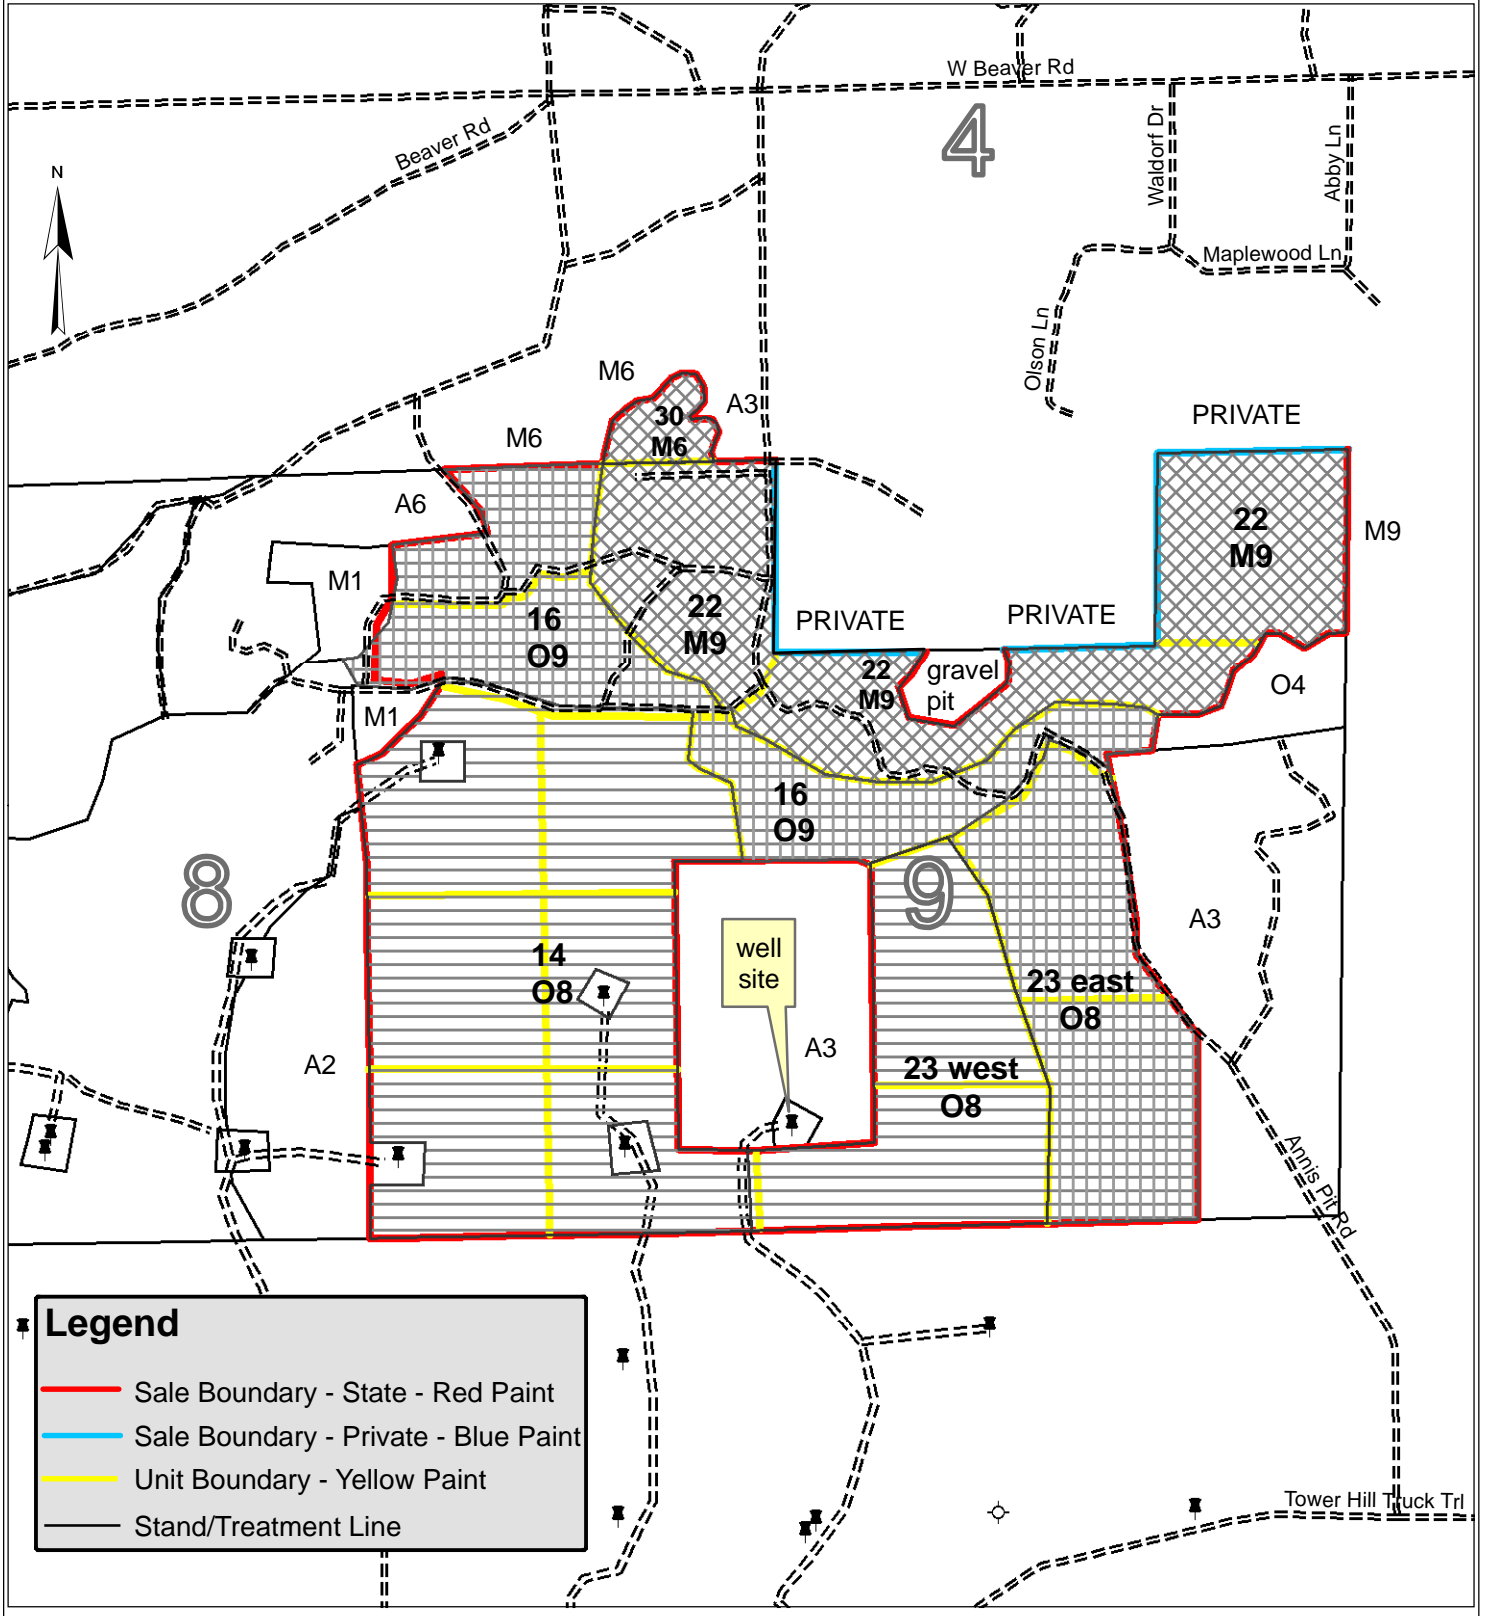 W Beaver Rd
4
Beaver Rd
Waldorf Dr
Abby Ln
N
Maplewood Ln
Olson Ln
M6
A3
30
M6
PRIVATE
M6
A6
22
M9
M9
M1
16
O9
22
M9
PRIVATE
PRIVATE
22
M9
gravel
pit
O4
M1
16
O9
8
9
A3
well
site
14
O8
23 east
O8
A3
A2
23 west
O8
Annis Pit Rd
Legend
Sale Boundary - State - Red Paint
Sale Boundary - Private - Blue Paint
Unit Boundary - Yellow Paint
Stand/Treatment Line
Tower Hill Truck Trl